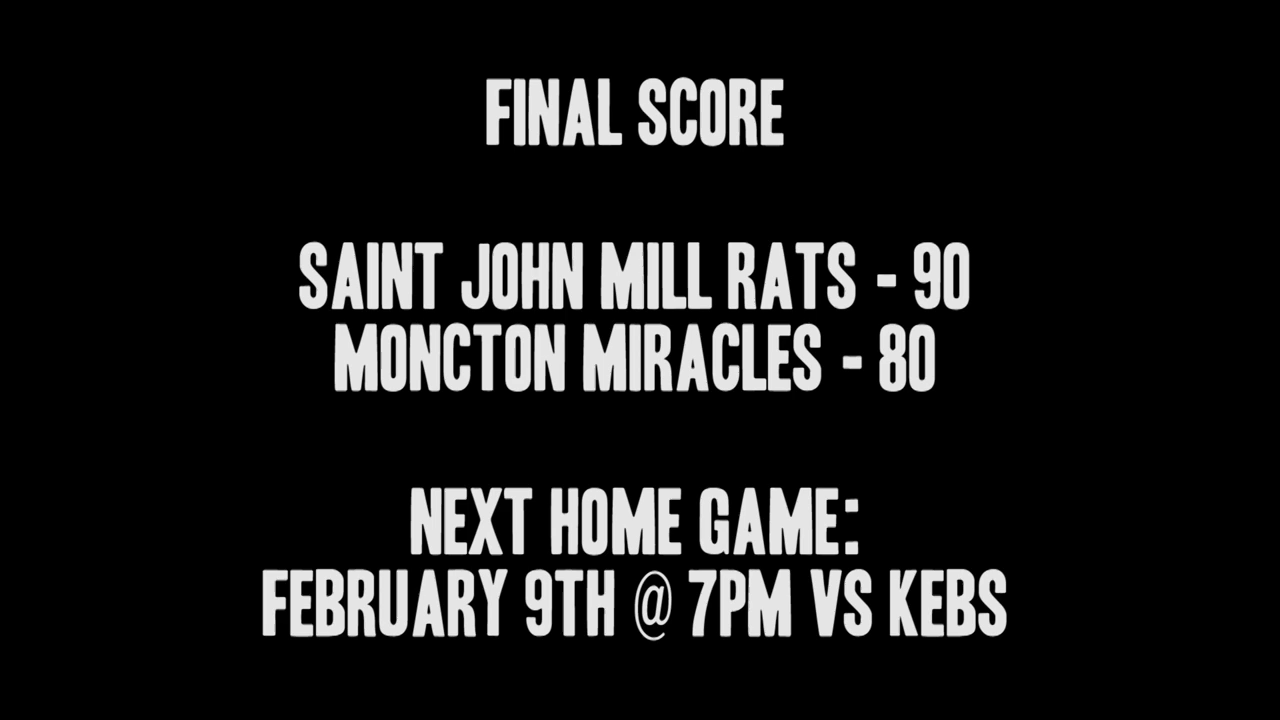 FINAL SCORE
SAINT JOHN MILL RATS - 90
MONCTON MIRACLES - 80
NEXT HOME GAME:
FEBRUARY 9TH @ 7PM VS KEBS